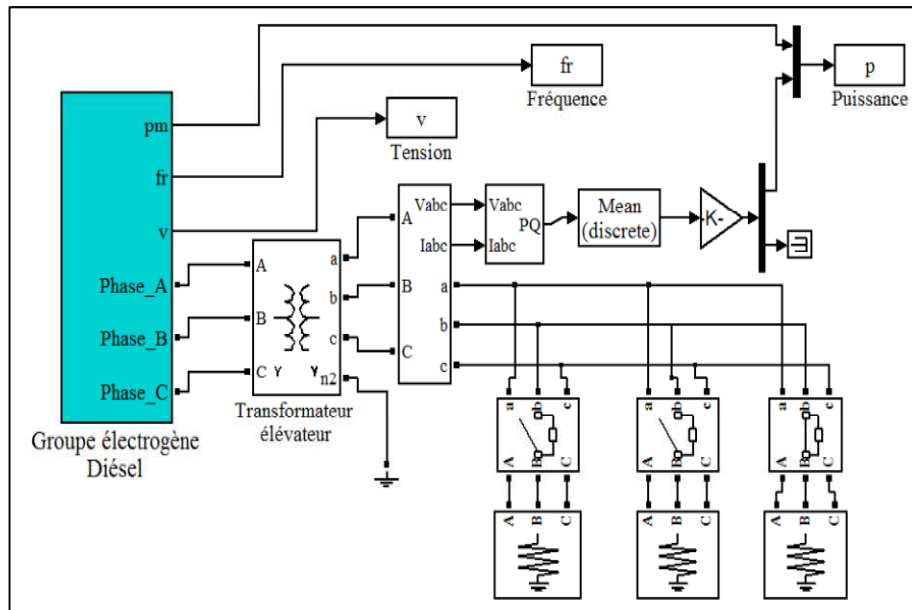 pm
fr
v
Phase_A
Phase_B
Phase_C
Groupe électrogène
Diésel
fr
Fréquence
v
Tension
p
Puissance
A
B
C
Y
Y
a
b
c
n2
Transformateur
élévateur
A
B
C
Vabc
Iabc
a
b
c
Vabc
Iabc
PQ
Mean
(discrete)
-K-
a b c
A B C
a b c
A B C
a b c
A B C
A B C
A B C
A B C